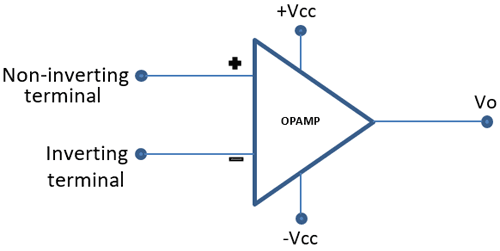 +Vcc
Non-inverting
terminal
+
OPAMP
Vo
Inverting
terminal
−
-Vcc